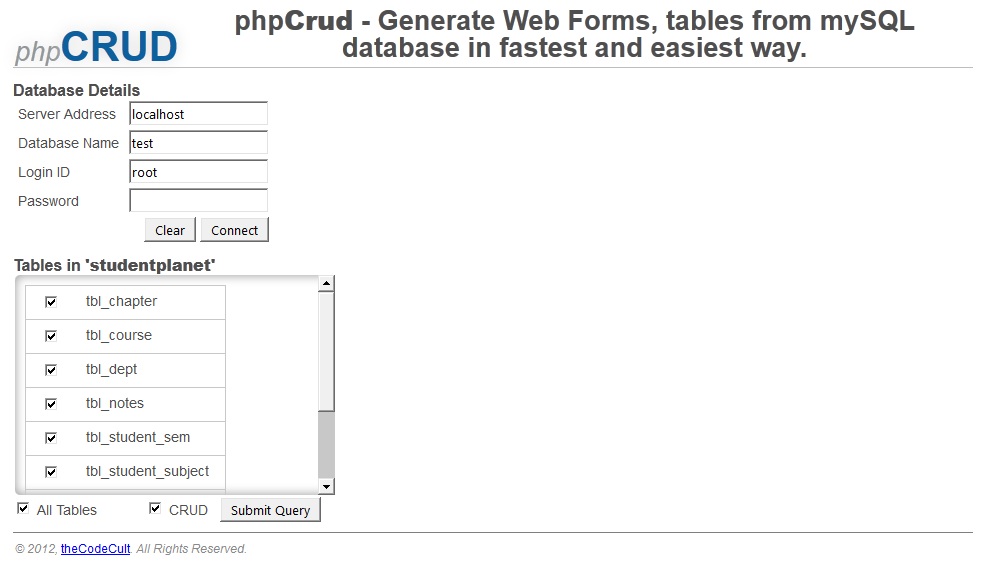 phpCRUD
phpCrud - Generate Web Forms, tables from mySQL
database in fastest and easiest way.
Database Details
Server Address localhost
Database Name test
Login ID root
Password
Clear Connect
Tables in 'studentplanet'
tbl_chapter
tbl_course
tbl_dept
tbl_notes
tbl_student_sem
tbl_student_subject
All Tables CRUD Submit Query
© 2012, theCodeCult. All Rights Reserved.